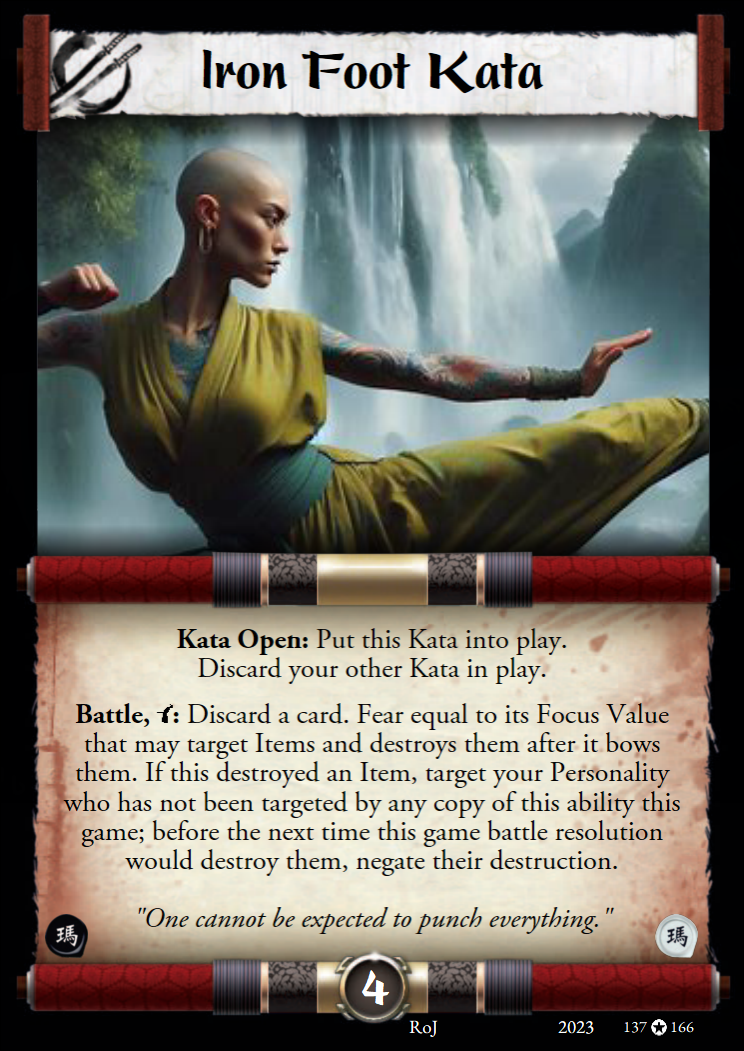 Iron Foot Kata
Kata Open: Put this Kata into play.
Discard your other Kata in play.
Battle, : Discard a card. Fear equal to its Focus Value
that may target Items and destroys them after it bows
them. If this destroyed an Item, target your Personality
who has not been targeted by any copy of this ability this
game; before the next time this game battle resolution
would destroy them, negate their destruction.
"One cannot be expected to punch everything."
瑪 瑪
4
RoJ 2023 137 166